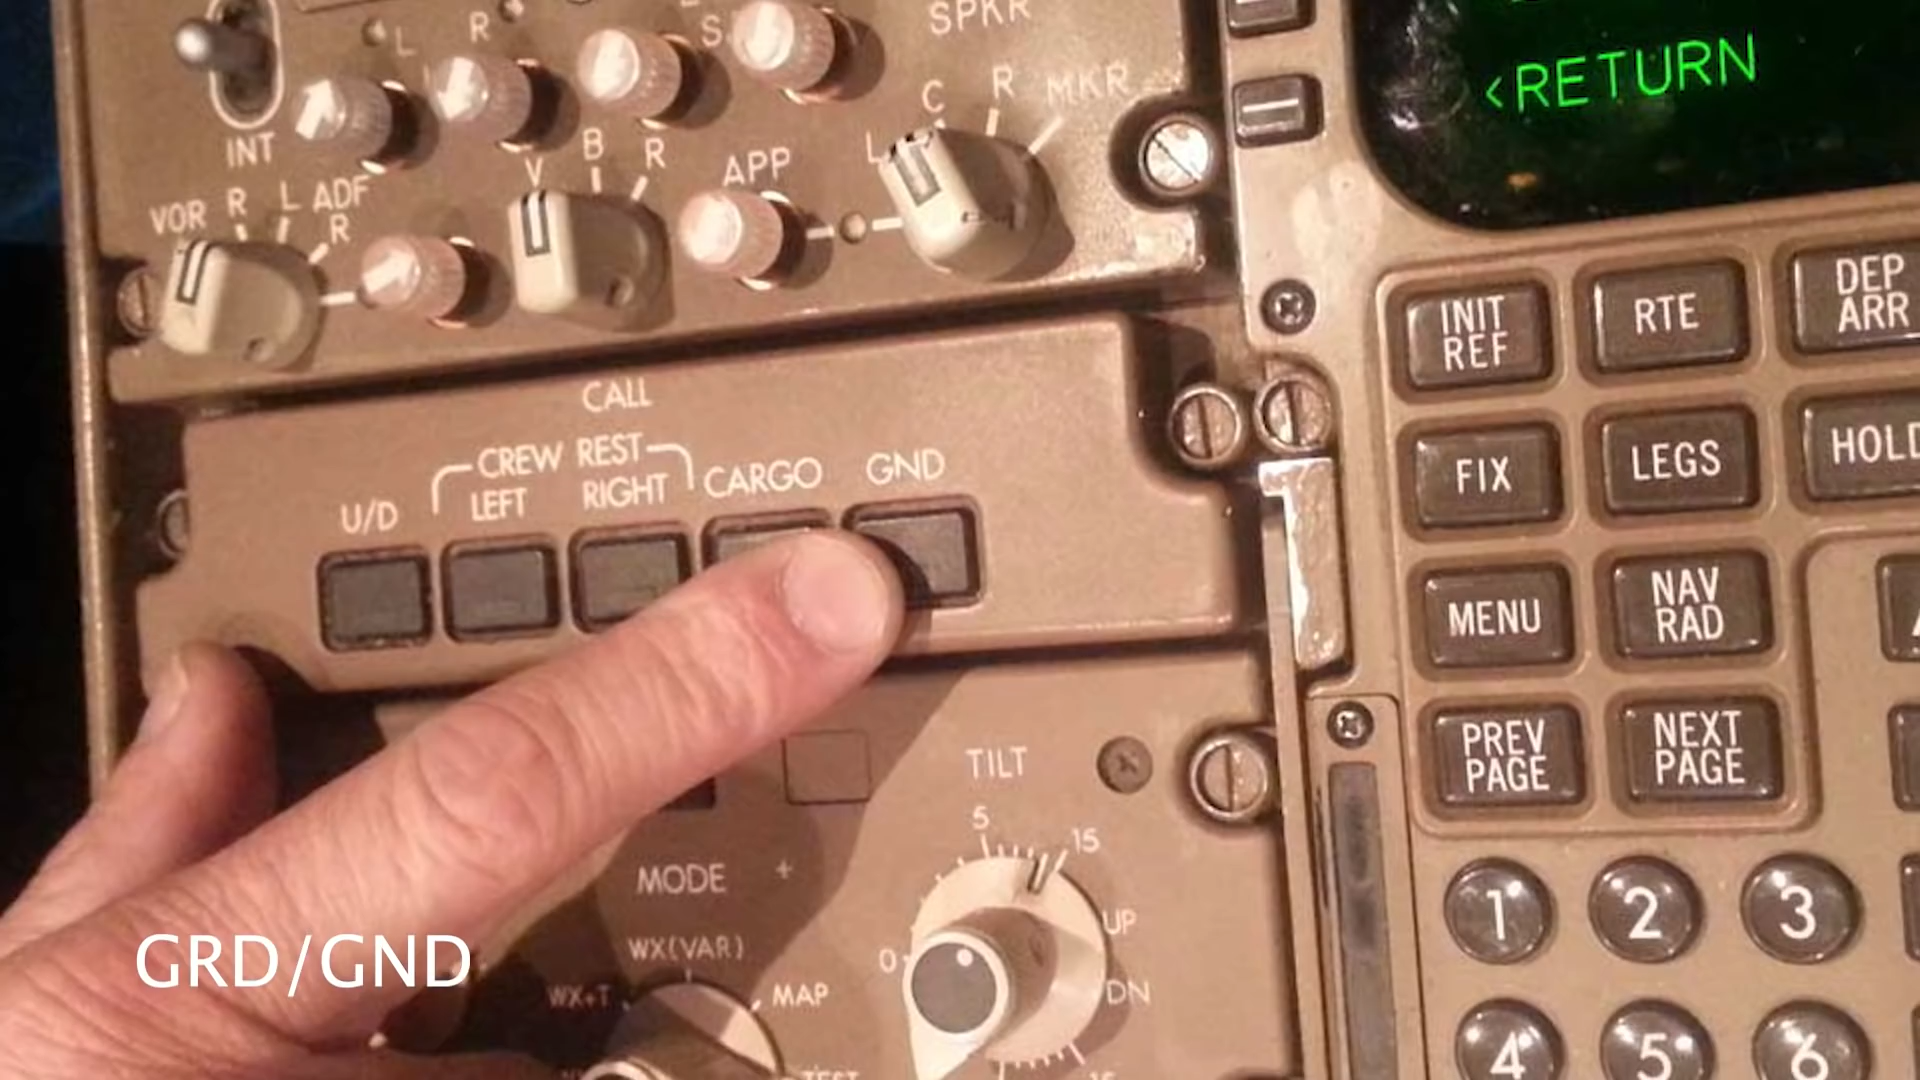 SPKR
L R S
INT
VOR R L ADF R
V B R
APP
L C R MKR
<RETURN
CALL
CREW REST
U/D LEFT RIGHT CARGO GND
INIT REF
RTE
DEP ARR
FIX
LEGS
HOLD
MENU
NAV RAD
PREV PAGE
NEXT PAGE
1 2 3
4 5 6
TILT
5 15
UP
0
DN
15
MODE +
WX(VAR)
WX+T MAP
TEST
GRD/GND